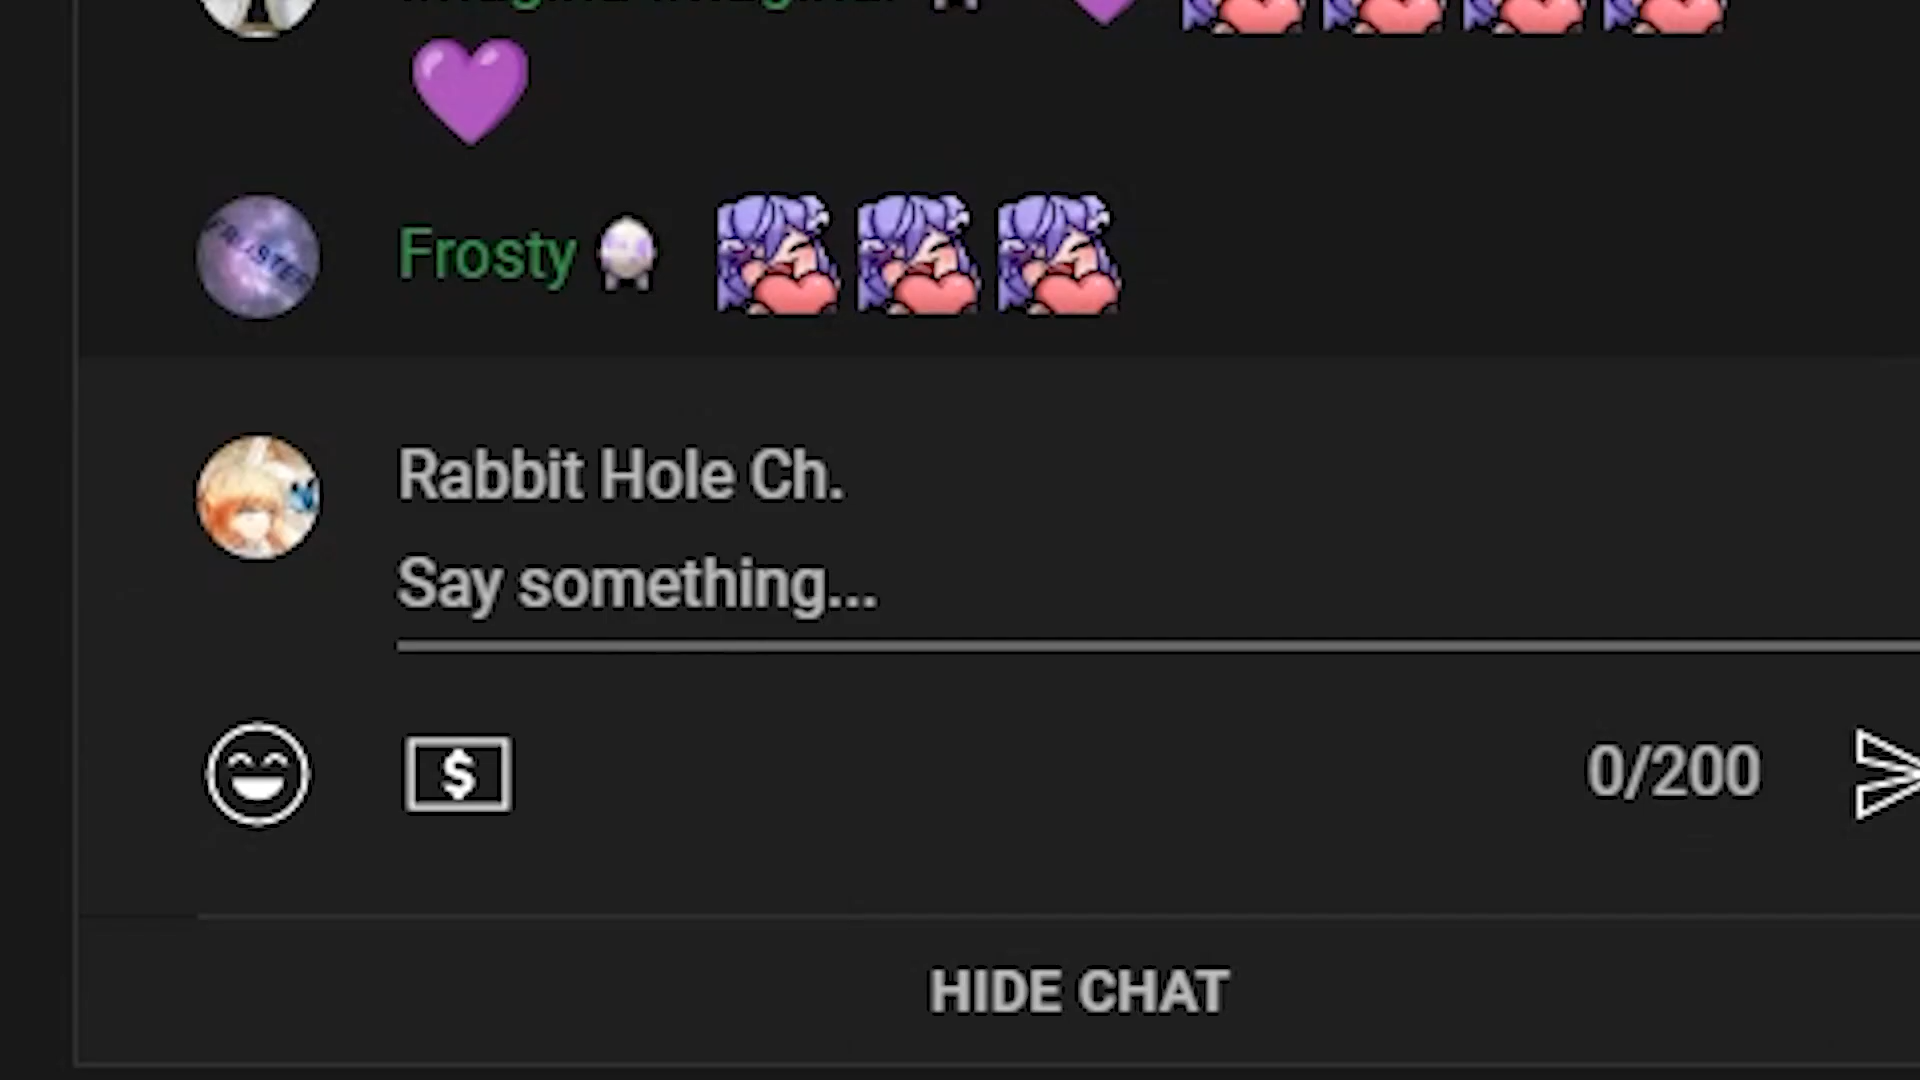 Frosty
Rabbit Hole Ch.
Say something...
$
0/200
HIDE CHAT